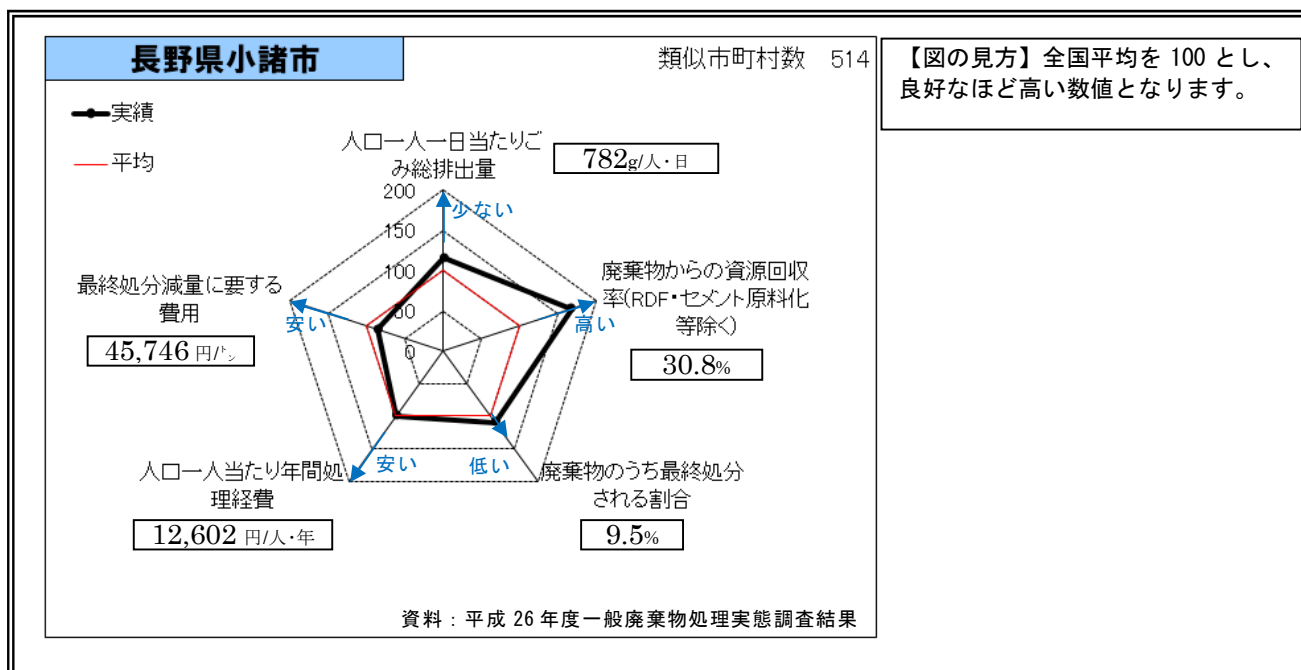 長野県小諸市
類似市町村数 514
【図の見方】全国平均を 100 とし、
良好なほど高い数値となります。
実績
平均
人口一人一日当たりご
み総排出量
782g/人・日
200
150
100
50
0
少ない
廃棄物からの資源回収
率(RDF・セメント原料化
等除く)
高い
30.8%
最終処分減量に要する
費用
安い
45,746 円/㌧
人口一人当たり年間処
理経費
安い
12,602 円/人・年
低い
廃棄物のうち最終処分
される割合
9.5%
資料：平成 26 年度一般廃棄物処理実態調査結果